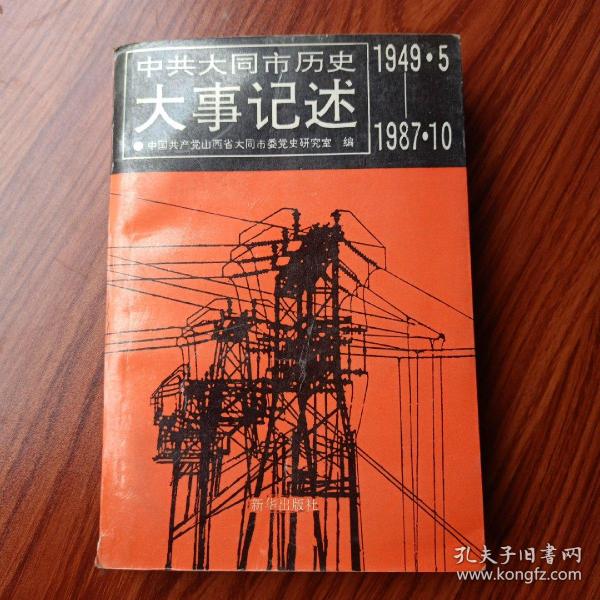 中共大同市历史
大事记述
1949·5
1987·10
●中国共产党山西省大同市委党史研究室 编
新华出版社
孔夫子旧书网
www.kongfz.com